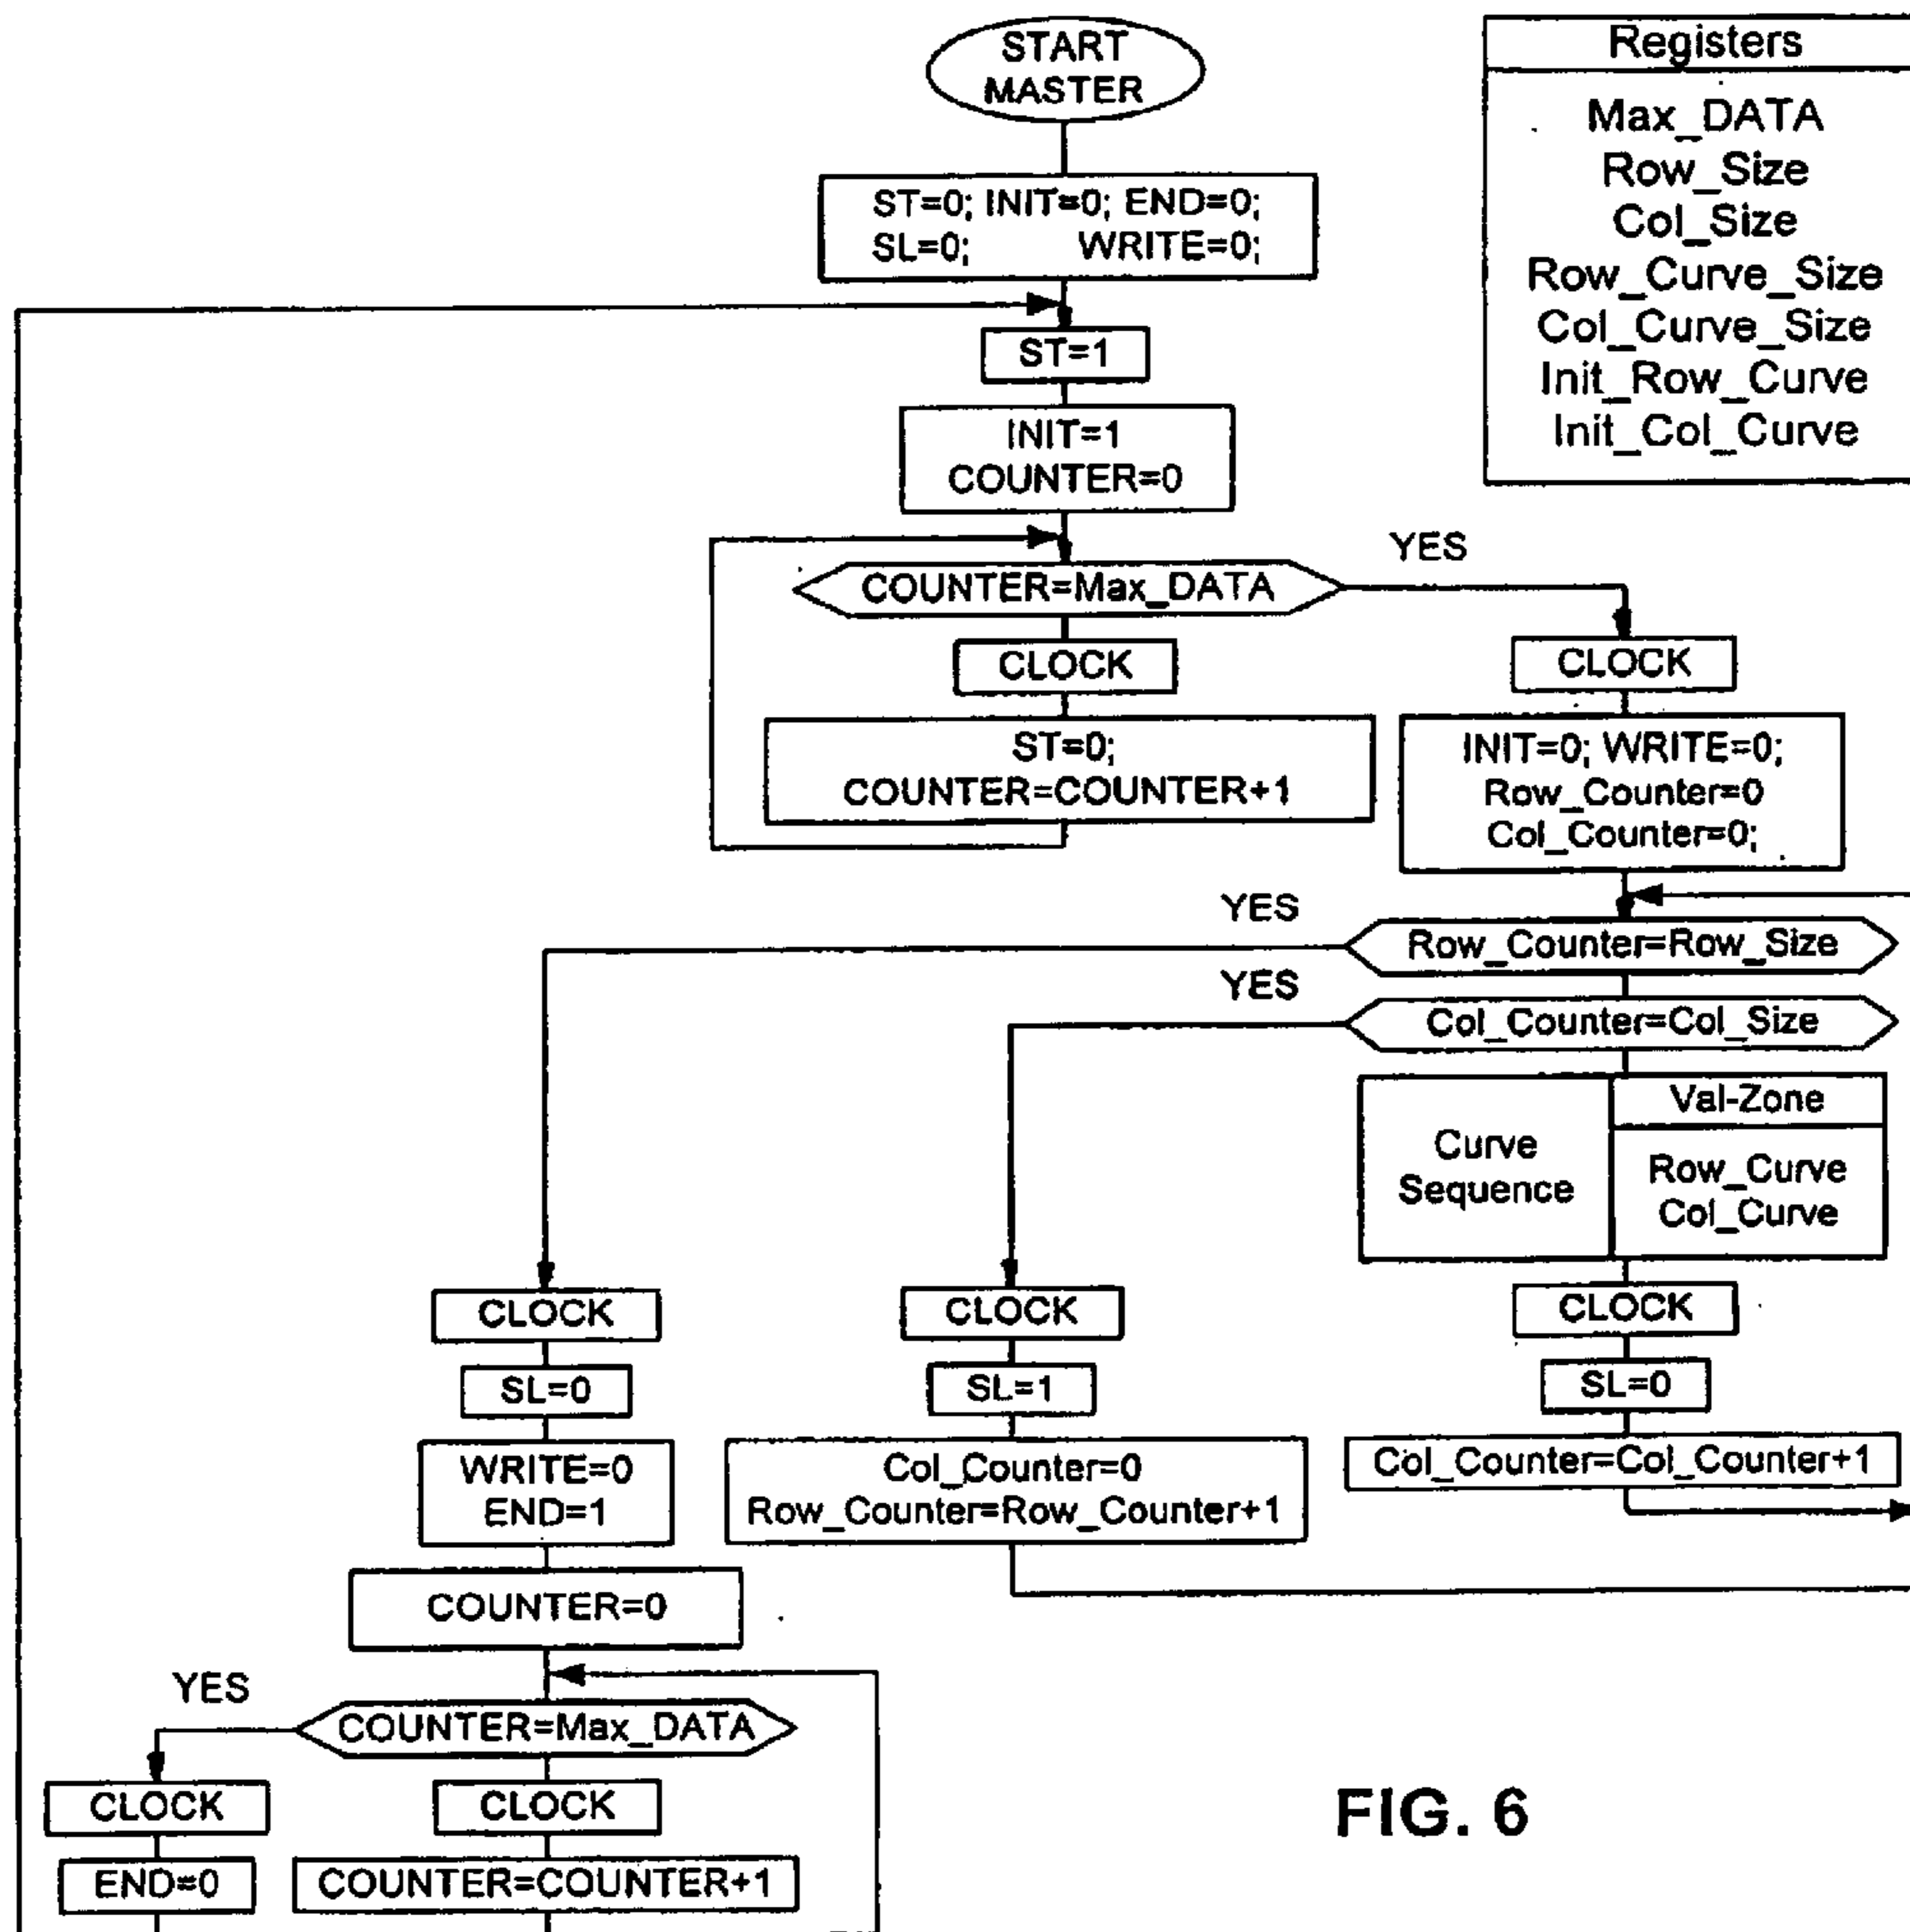 START
MASTER
ST=0; INIT=0; END=0;
SL=0; WRITE=0;
ST=1
INIT=1
COUNTER=0
COUNTER=Max_DATA
YES
CLOCK
ST=0;
COUNTER=COUNTER+1
Registers
Max_DATA
Row_Size
Col_Size
Row_Curve_Size
Col_Curve_Size
Init_Row_Curve
Init_Col_Curve
CLOCK
INIT=0; WRITE=0;
Row_Counter=0
Col_Counter=0;
YES
Row_Counter=Row_Size
YES
Col_Counter=Col_Size
Curve
Sequence
Val-Zone
Row_Curve
Col_Curve
CLOCK
SL=0
Col_Counter=Col_Counter+1
CLOCK
SL=1
Col_Counter=0
Row_Counter=Row_Counter+1
CLOCK
SL=0
WRITE=0
END=1
COUNTER=0
YES
COUNTER=Max_DATA
CLOCK
END=0
CLOCK
COUNTER=COUNTER+1
FIG. 6